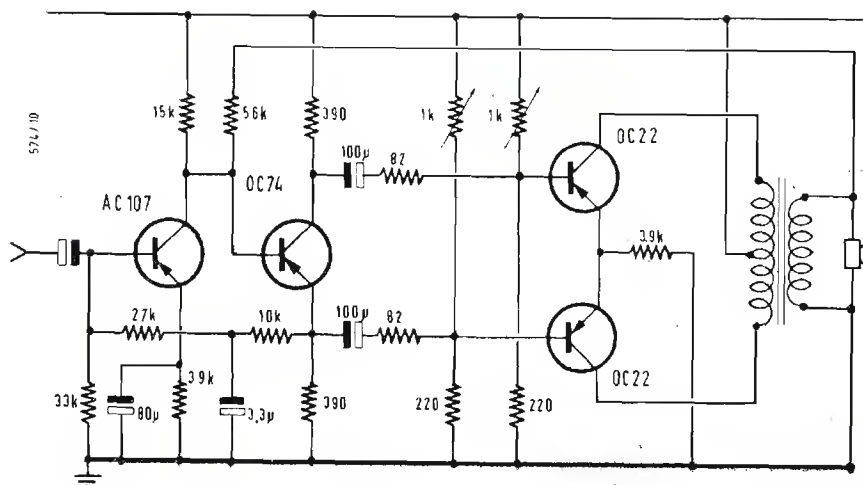 574/10
15k
56k
390
1k
1k
OC22
100µ
82
OC74
AC107
3.9k
27k
10k
100µ
82
OC22
33k
80µ
3.9k
3,3µ
390
220
220